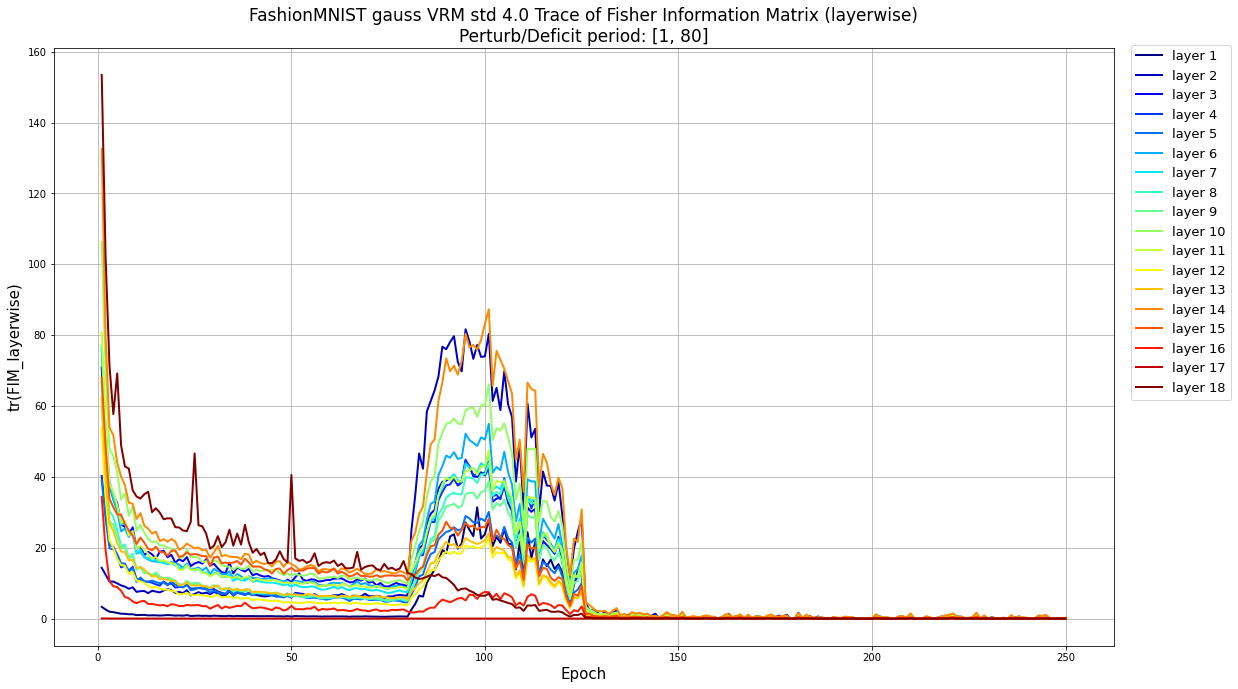 FashionMNIST gauss VRM std 4.0 Trace of Fisher Information Matrix (layerwise)
Perturb/Deficit period: [1, 80]
160
140
120
100
80
60
40
20
0
tr(FIM_layerwise)
0
50
100
150
200
250
Epoch
layer 1
layer 2
layer 3
layer 4
layer 5
layer 6
layer 7
layer 8
layer 9
layer 10
layer 11
layer 12
layer 13
layer 14
layer 15
layer 16
layer 17
layer 18